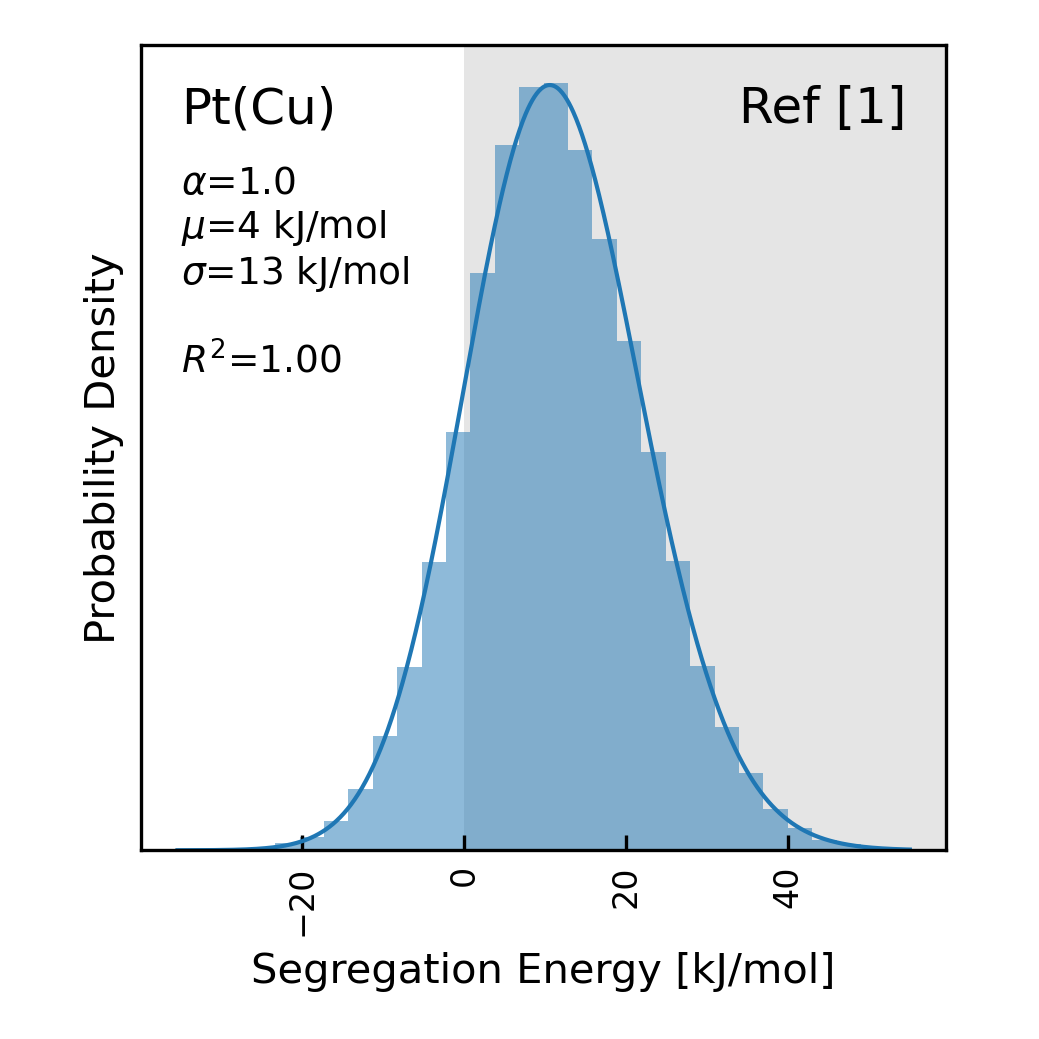 Pt(Cu)
Ref [1]
α=1.0
μ=4 kJ/mol
σ=13 kJ/mol
R²=1.00
Probability Density
−20
0
20
40
Segregation Energy [kJ/mol]